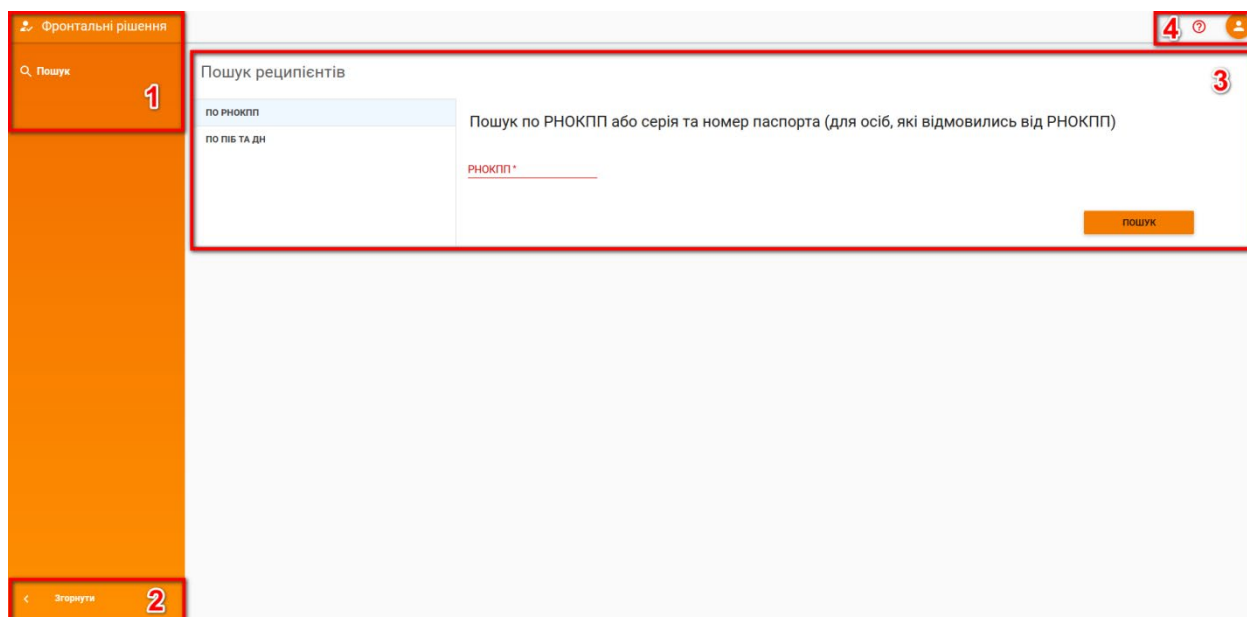 Фронтальні рішення
4
Пошук
1
Пошук реципієнтів
3
ПО РНОКПП
ПО ПІБ ТА ДН
Пошук по РНОКПП або серія та номер паспорта (для осіб, які відмовились від РНОКПП)
РНОКПП *
ПОШУК
Згорнути
2